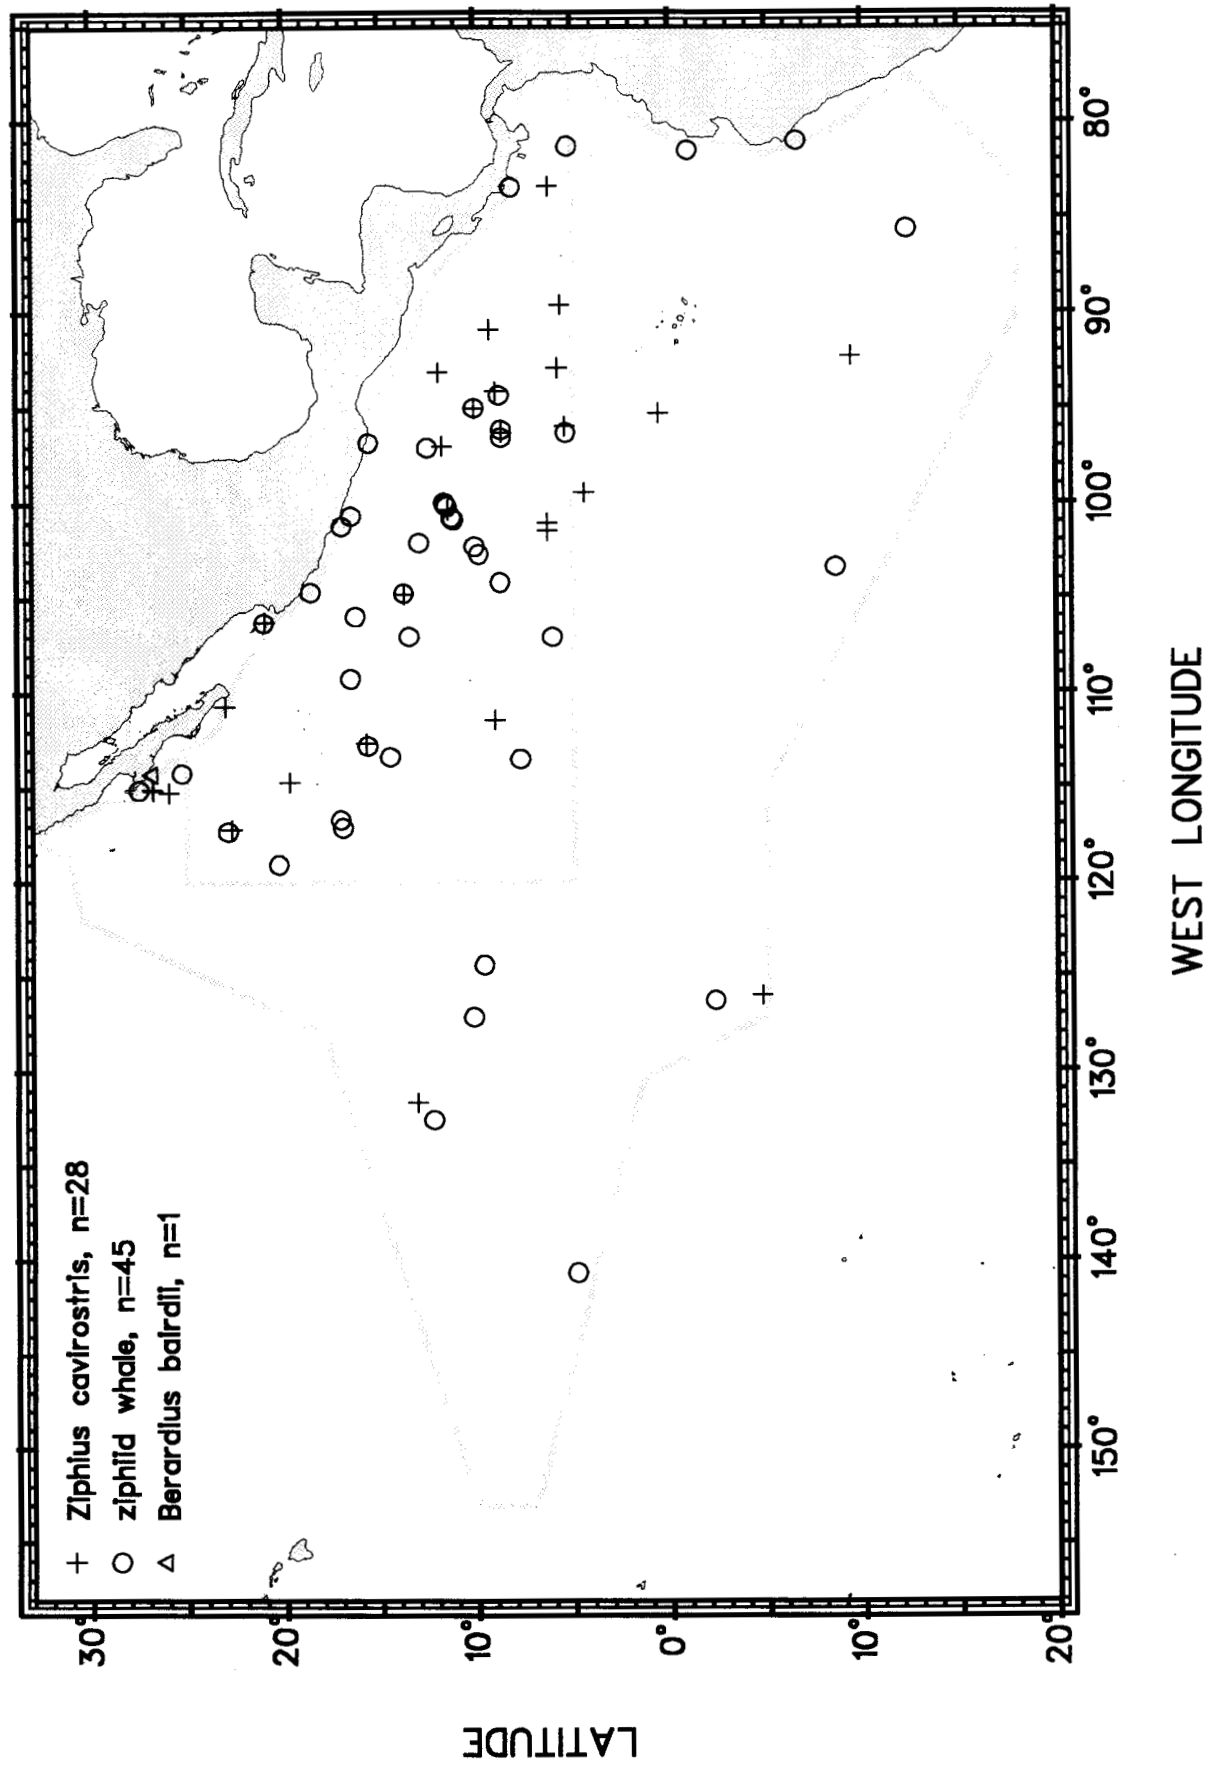 + Ziphius cavirostris, n=28
○ ziphiid whale, n=45
△ Berardius bairdii, n=1
LATITUDE
30°
20°
10°
0°
10°
20°
150°
140°
130°
120°
110°
100°
90°
80°
WEST LONGITUDE